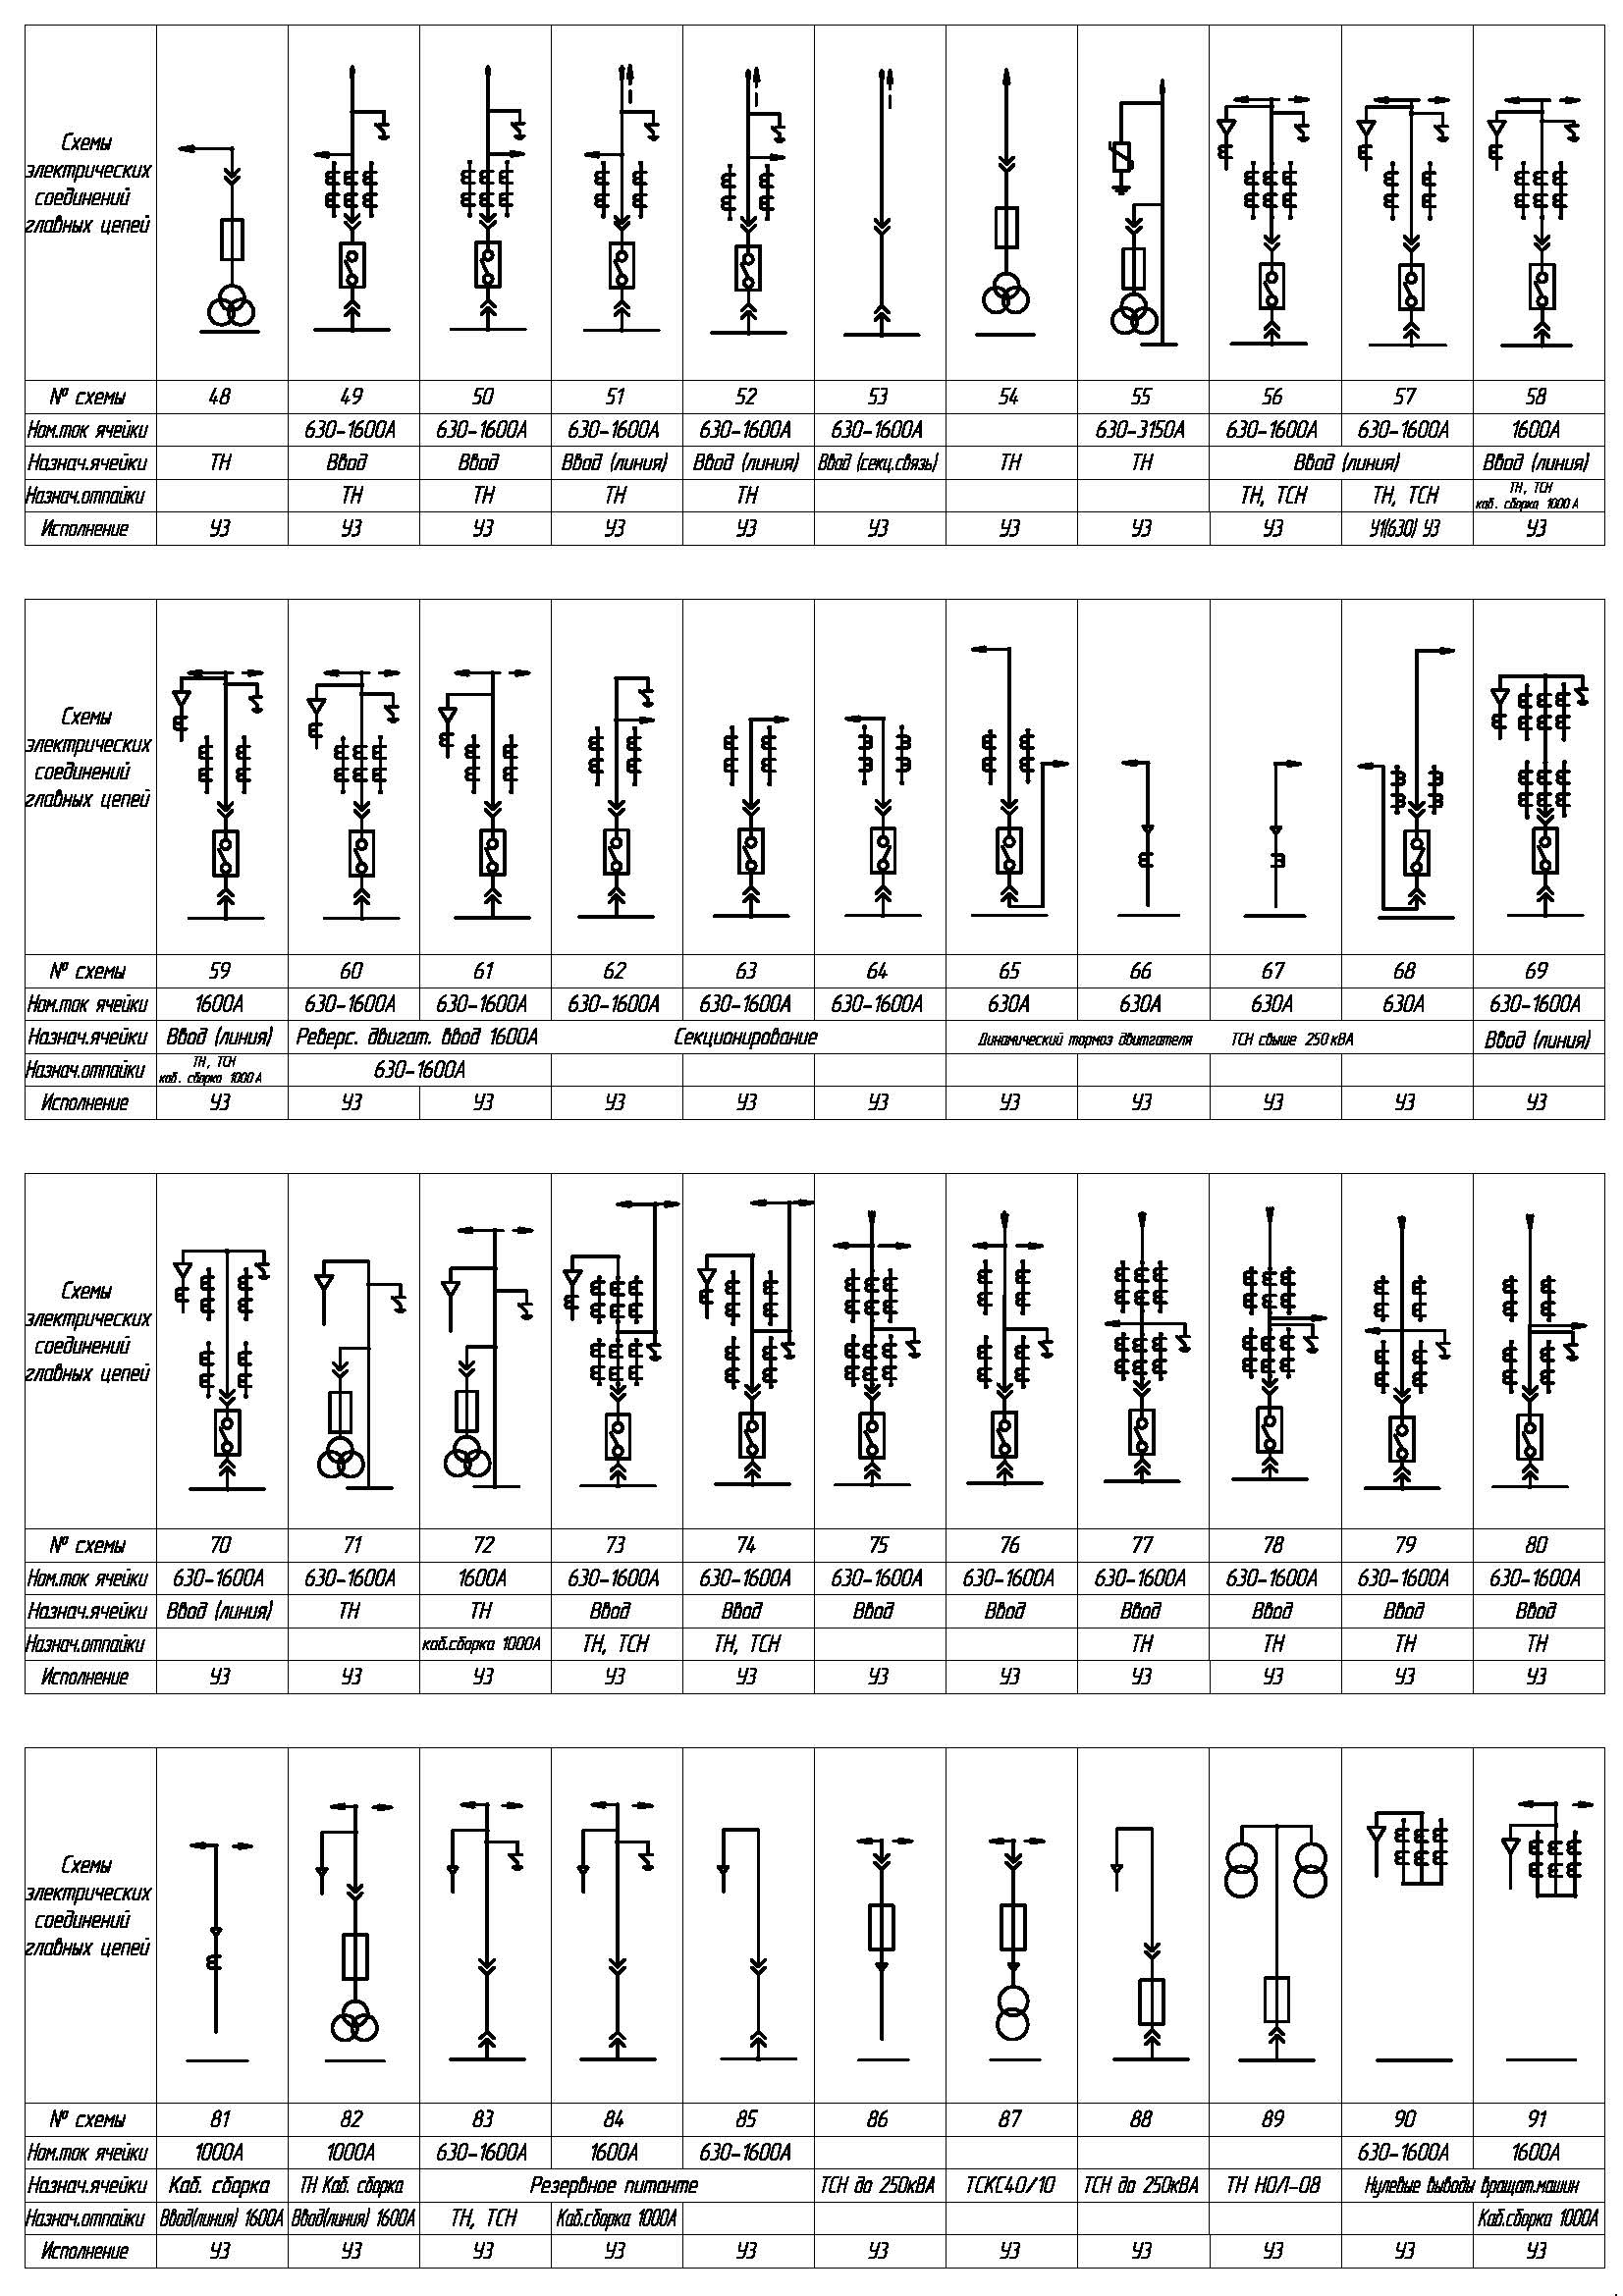 Схемы
электрических
соединений
главных цепей
№ схемы 48 49 50 51 52 53 54 55 56 57 58
Ном.ток ячейки 630-1600А 630-1600А 630-1600А 630-1600А 630-1600А 630-3150А 630-1600А 630-1600А 1600А
Назнач.ячейки ТН Ввод Ввод Ввод (линия) Ввод (линия) Ввод (секц.связь) ТН ТН Ввод (линия) Ввод (линия)
Назнач.отпайки ТН ТН ТН ТН ТН, ТСН ТН, ТСН ТН, ТСН
каб. сборка 1000 А
Исполнение У3 У3 У3 У3 У3 У3 У3 У3 У3 У1(630) У3 У3
Схемы
электрических
соединений
главных цепей
№ схемы 59 60 61 62 63 64 65 66 67 68 69
Ном.ток ячейки 1600А 630-1600А 630-1600А 630-1600А 630-1600А 630-1600А 630А 630А 630А 630А 630-1600А
Назнач.ячейки Ввод (линия) Реверс. двигат. ввод 1600А Секционирование Динамический тормоз двитгателя ТСН свыше 250 кВА Ввод (линия)
Назнач.отпайки ТН, ТСН
каб. сборка 1000 А 630-1600А
Исполнение У3 У3 У3 У3 У3 У3 У3 У3 У3 У3 У3
Схемы
электрических
соединений
главных цепей
№ схемы 70 71 72 73 74 75 76 77 78 79 80
Ном.ток ячейки 630-1600А 630-1600А 1600А 630-1600А 630-1600А 630-1600А 630-1600А 630-1600А 630-1600А 630-1600А 630-1600А
Назнач.ячейки Ввод (линия) ТН ТН Ввод Ввод Ввод Ввод Ввод Ввод Ввод Ввод
Назнач.отпайки каб.сборка 1000А ТН, ТСН ТН, ТСН ТН ТН ТН ТН
Исполнение У3 У3 У3 У3 У3 У3 У3 У3 У3 У3 У3
Схемы
электрических
соединений
главных цепей
№ схемы 81 82 83 84 85 86 87 88 89 90 91
Ном.ток ячейки 1000А 1000А 630-1600А 1600А 630-1600А 630-1600А 1600А
Назнач.ячейки Каб. сборка ТН Каб. сборка Резервное питанте ТСН до 250кВА ТСКС40/10 ТСН до 250кВА ТН НОЛ-08 Нулевые выводы вращат.машин
Назнач.отпайки Ввод(линия) 1600А Ввод(линия) 1600А ТН, ТСН Каб.сборка 1000А Каб.сборка 1000А
Исполнение У3 У3 У3 У3 У3 У3 У3 У3 У3 У3 У3